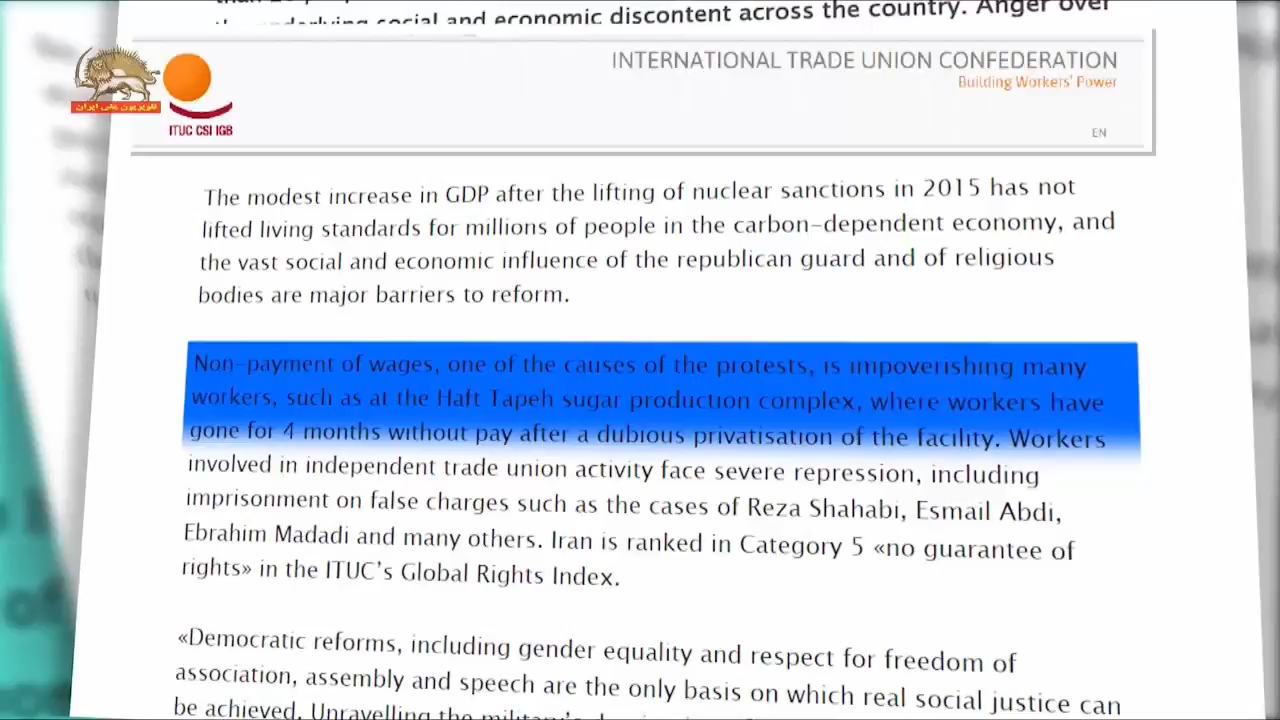 the underlying social and economic discontent across the country. Anger over
INTERNATIONAL TRADE UNION CONFEDERATION
Building Workers' Power
تلویزیون ملی ایران
ITUC CSI IGB
EN
The modest increase in GDP after the lifting of nuclear sanctions in 2015 has not
lifted living standards for millions of people in the carbon-dependent economy, and
the vast social and economic influence of the republican guard and of religious
bodies are major barriers to reform.
Non-payment of wages, one of the causes of the protests, is impoverishing many
workers, such as at the Haft Tapeh sugar production complex, where workers have
gone for 4 months without pay after a dubious privatisation of the facility. Workers
involved in independent trade union activity face severe repression, including
imprisonment on false charges such as the cases of Reza Shahabi, Esmail Abdi,
Ebrahim Madadi and many others. Iran is ranked in Category 5 «no guarantee of
rights» in the ITUC's Global Rights Index.
«Democratic reforms, including gender equality and respect for freedom of
association, assembly and speech are the only basis on which real social justice can
be achieved. Unravelling the military's